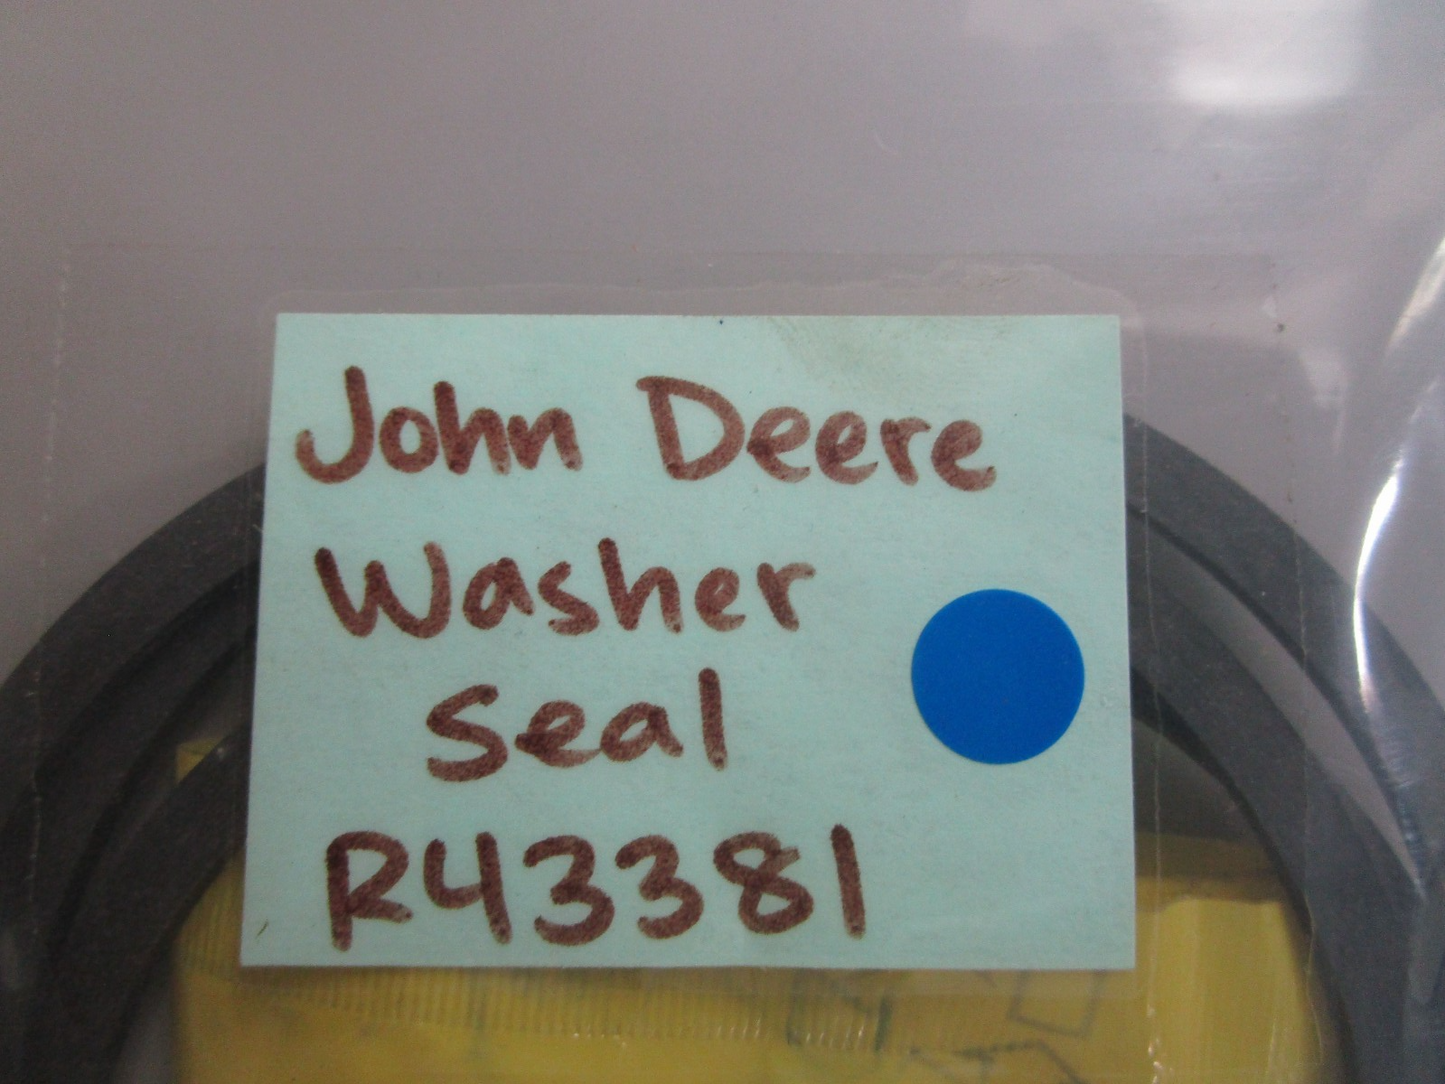 John Deere
Washer
Seal
R43381